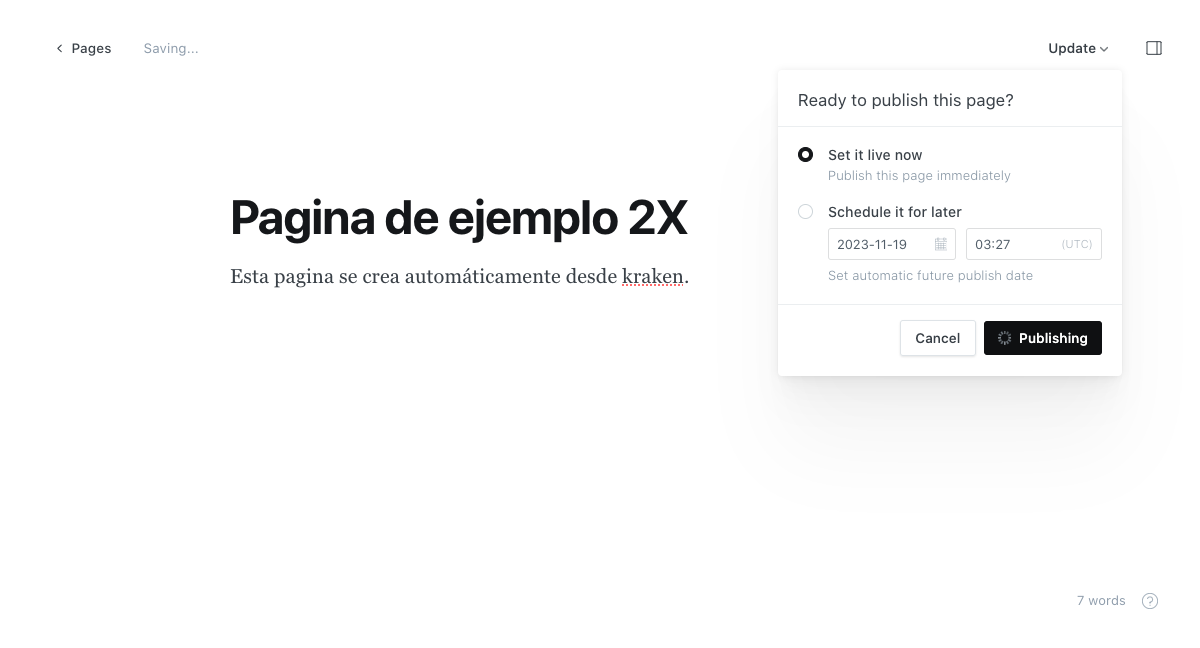 Pages
Saving...
Update
Ready to publish this page?
Set it live now
Publish this page immediately
Schedule it for later
2023-11-19
03:27 (UTC)
Set automatic future publish date
Cancel
Publishing
Pagina de ejemplo 2X
Esta pagina se crea automáticamente desde kraken.
7 words
?